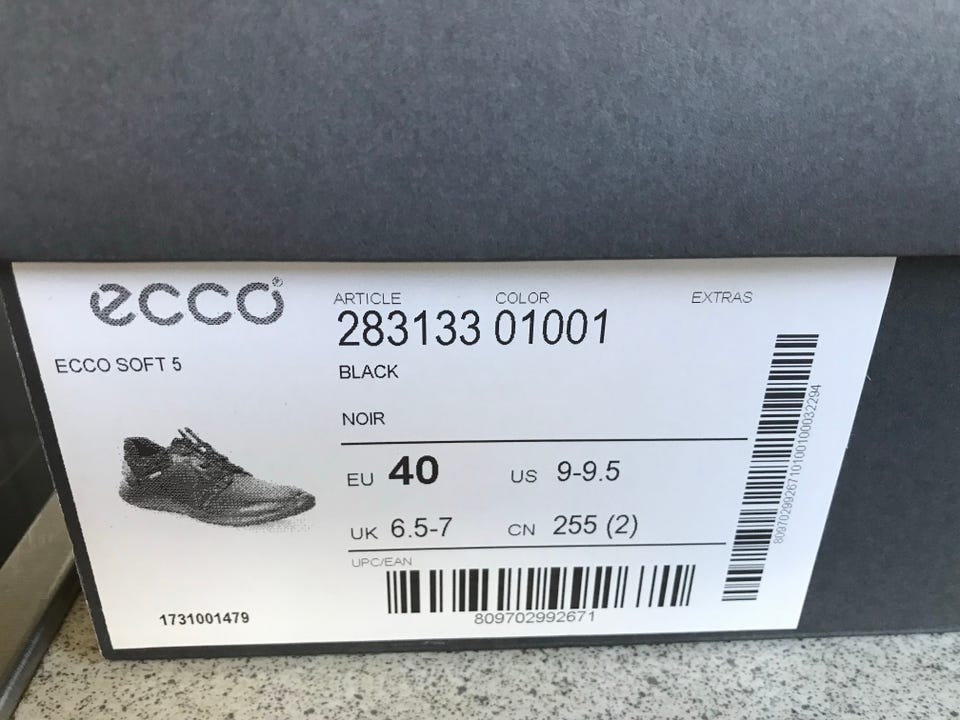 ecco®
ECCO SOFT 5
ARTICLE COLOR EXTRAS
283133 01001
BLACK
NOIR
EU 40 US 9-9.5
UK 6.5-7 CN 255 (2)
UPC/EAN
809702992671
1731001479
8097029926710100100100032294